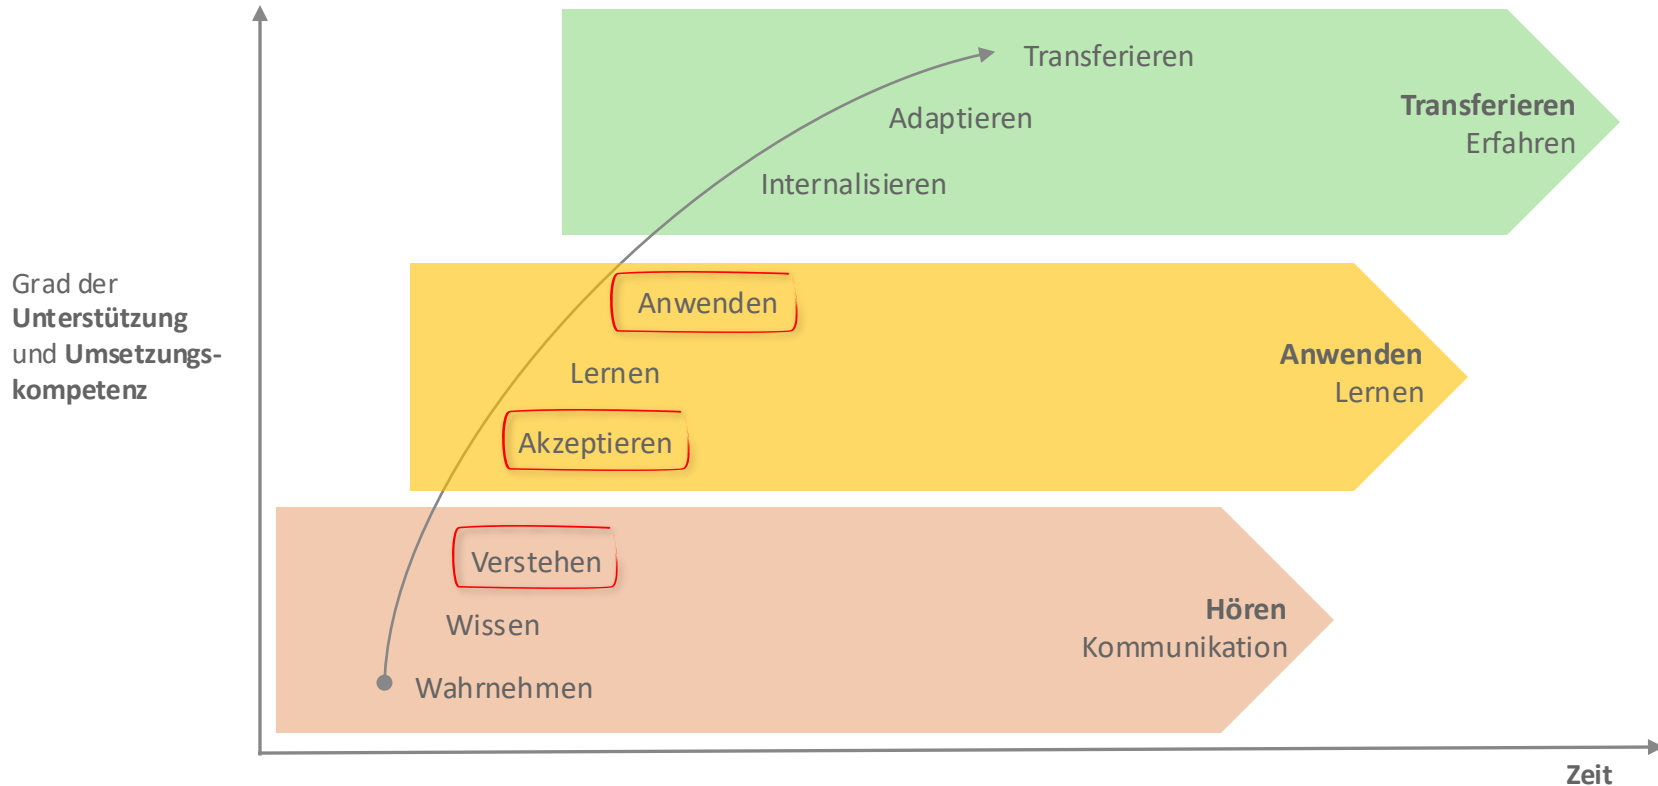 Transferieren
Adaptieren
Internalisieren
Transferieren
Erfahren
Grad der
Unterstützung
und Umsetzungs-
kompetenz
Anwenden
Lernen
Akzeptieren
Anwenden
Lernen
Verstehen
Wissen
Wahrnehmen
Hören
Kommunikation
Zeit